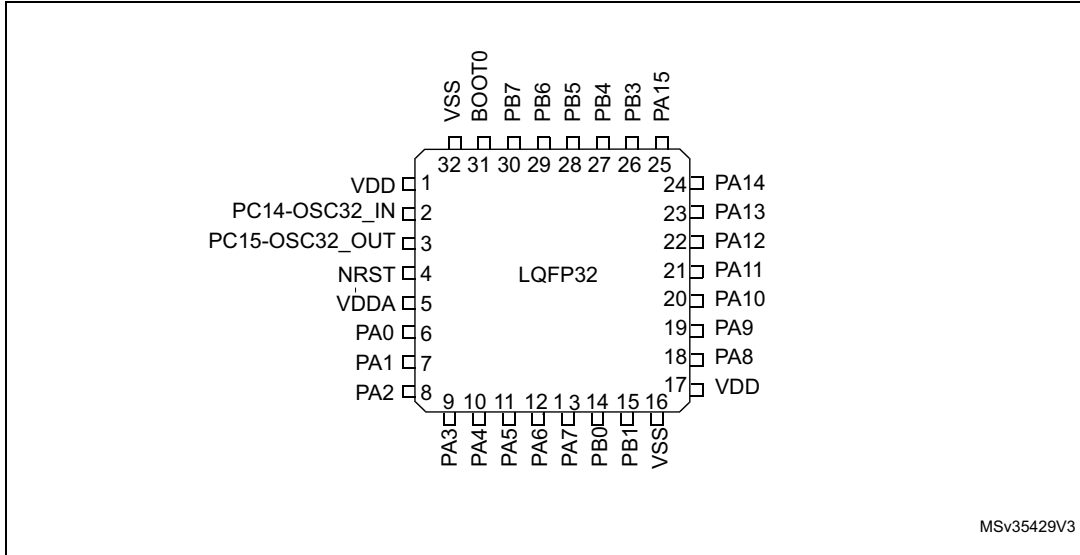 VSS
BOOT0
PB7
PB6
PB5
PB4
PB3
PA15
32 31 30 29 28 27 26 25
VDD 1
PC14-OSC32_IN 2
PC15-OSC32_OUT 3
NRST 4
VDDA 5
PA0 6
PA1 7
PA2 8
LQFP32
24 PA14
23 PA13
22 PA12
21 PA11
20 PA10
19 PA9
18 PA8
17 VDD
9 10 11 12 13 14 15 16
PA3
PA4
PA5
PA6
PA7
PB0
PB1
VSS
MSv35429V3